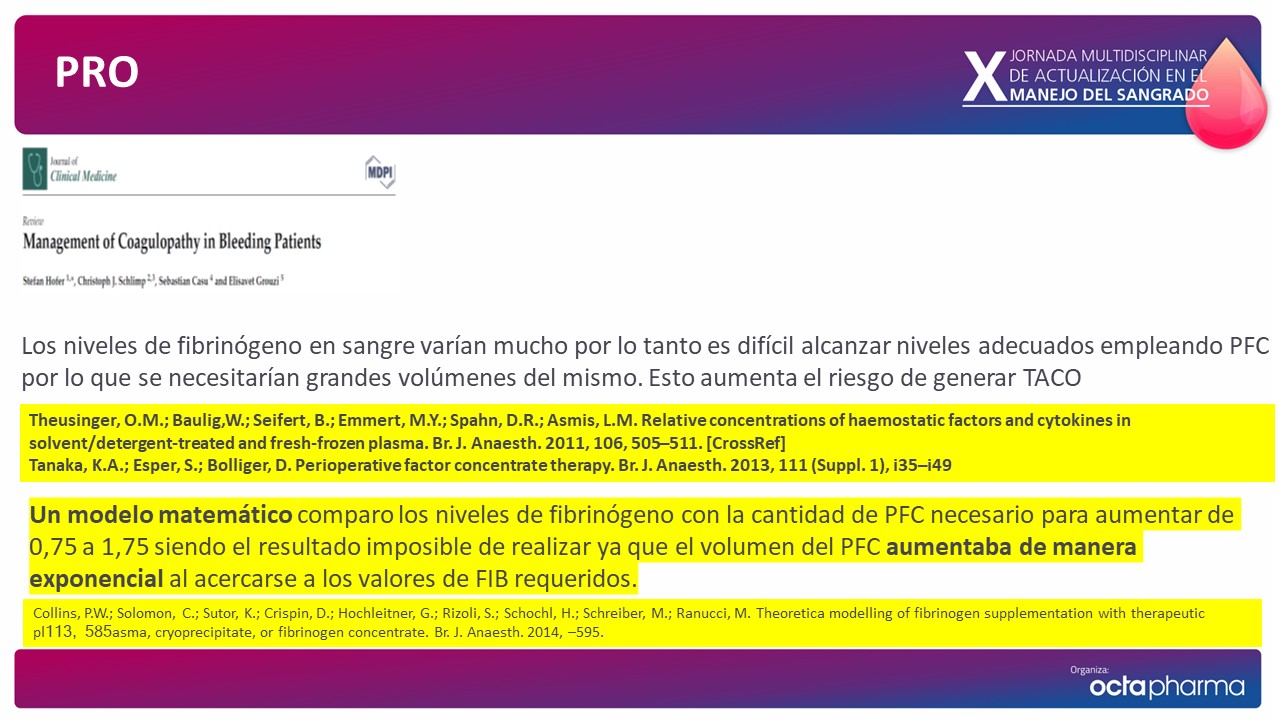 PRO
X JORNADA MULTIDISCIPLINAR
DE ACTUALIZACIÓN EN EL
MANEJO DEL SANGRADO
Journal of
Clinical Medicine
MDPI
Review
Management of Coagulopathy in Bleeding Patients
Stefan Hofer 1,*, Christoph J. Schlimp 2,3, Sebastian Casu 4 and Elisavet Grouzi 5
Los niveles de fibrinógeno en sangre varían mucho por lo tanto es difícil alcanzar niveles adecuados empleando PFC
por lo que se necesitarían grandes volúmenes del mismo. Esto aumenta el riesgo de generar TACO
Theusinger, O.M.; Baulig,W.; Seifert, B.; Emmert, M.Y.; Spahn, D.R.; Asmis, L.M. Relative concentrations of haemostatic factors and cytokines in
solvent/detergent-treated and fresh-frozen plasma. Br. J. Anaesth. 2011, 106, 505–511. [CrossRef]
Tanaka, K.A.; Esper, S.; Bolliger, D. Perioperative factor concentrate therapy. Br. J. Anaesth. 2013, 111 (Suppl. 1), i35–i49
Un modelo matemático comparo los niveles de fibrinógeno con la cantidad de PFC necesario para aumentar de
0,75 a 1,75 siendo el resultado imposible de realizar ya que el volumen del PFC aumentaba de manera
exponencial al acercarse a los valores de FIB requeridos.
Collins, P.W.; Solomon, C.; Sutor, K.; Crispin, D.; Hochleitner, G.; Rizoli, S.; Schochl, H.; Schreiber, M.; Ranucci, M. Theoretica modelling of fibrinogen supplementation with therapeutic
pl113, 585asma, cryoprecipitate, or fibrinogen concentrate. Br. J. Anaesth. 2014, –595.
Organiza:
octapharma